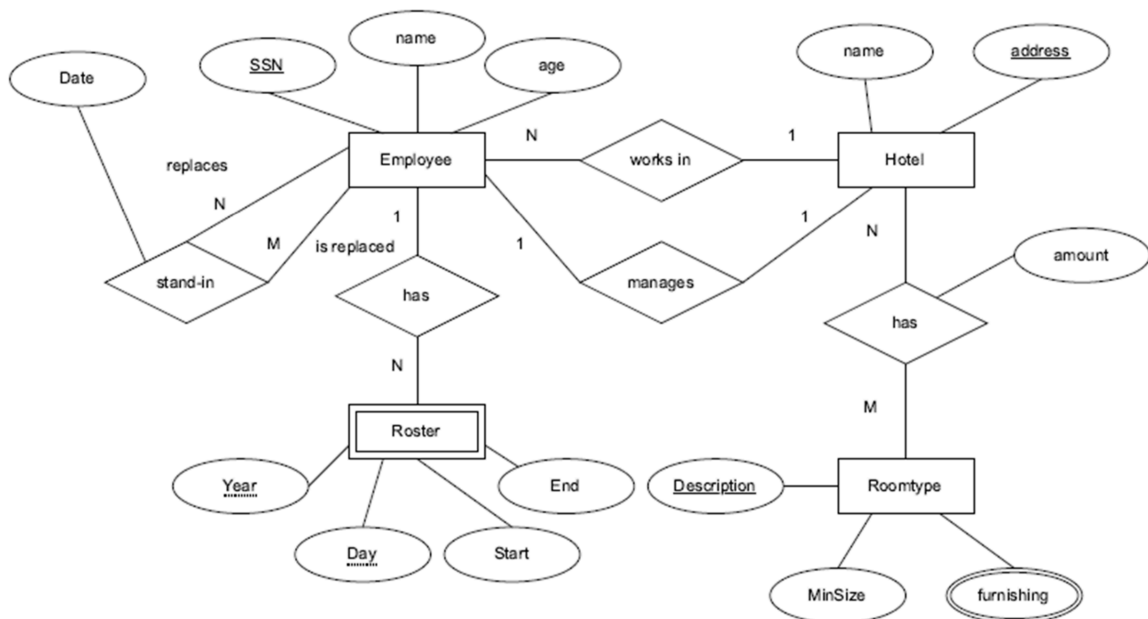 name
name
address
SSN
age
Date
N
1
replaces
Employee
works in
Hotel
N
1
1
N
M
is replaced
1
amount
stand-in
has
manages
has
N
M
Roster
Year
End
Description
Roomtype
Day
Start
MinSize
furnishing